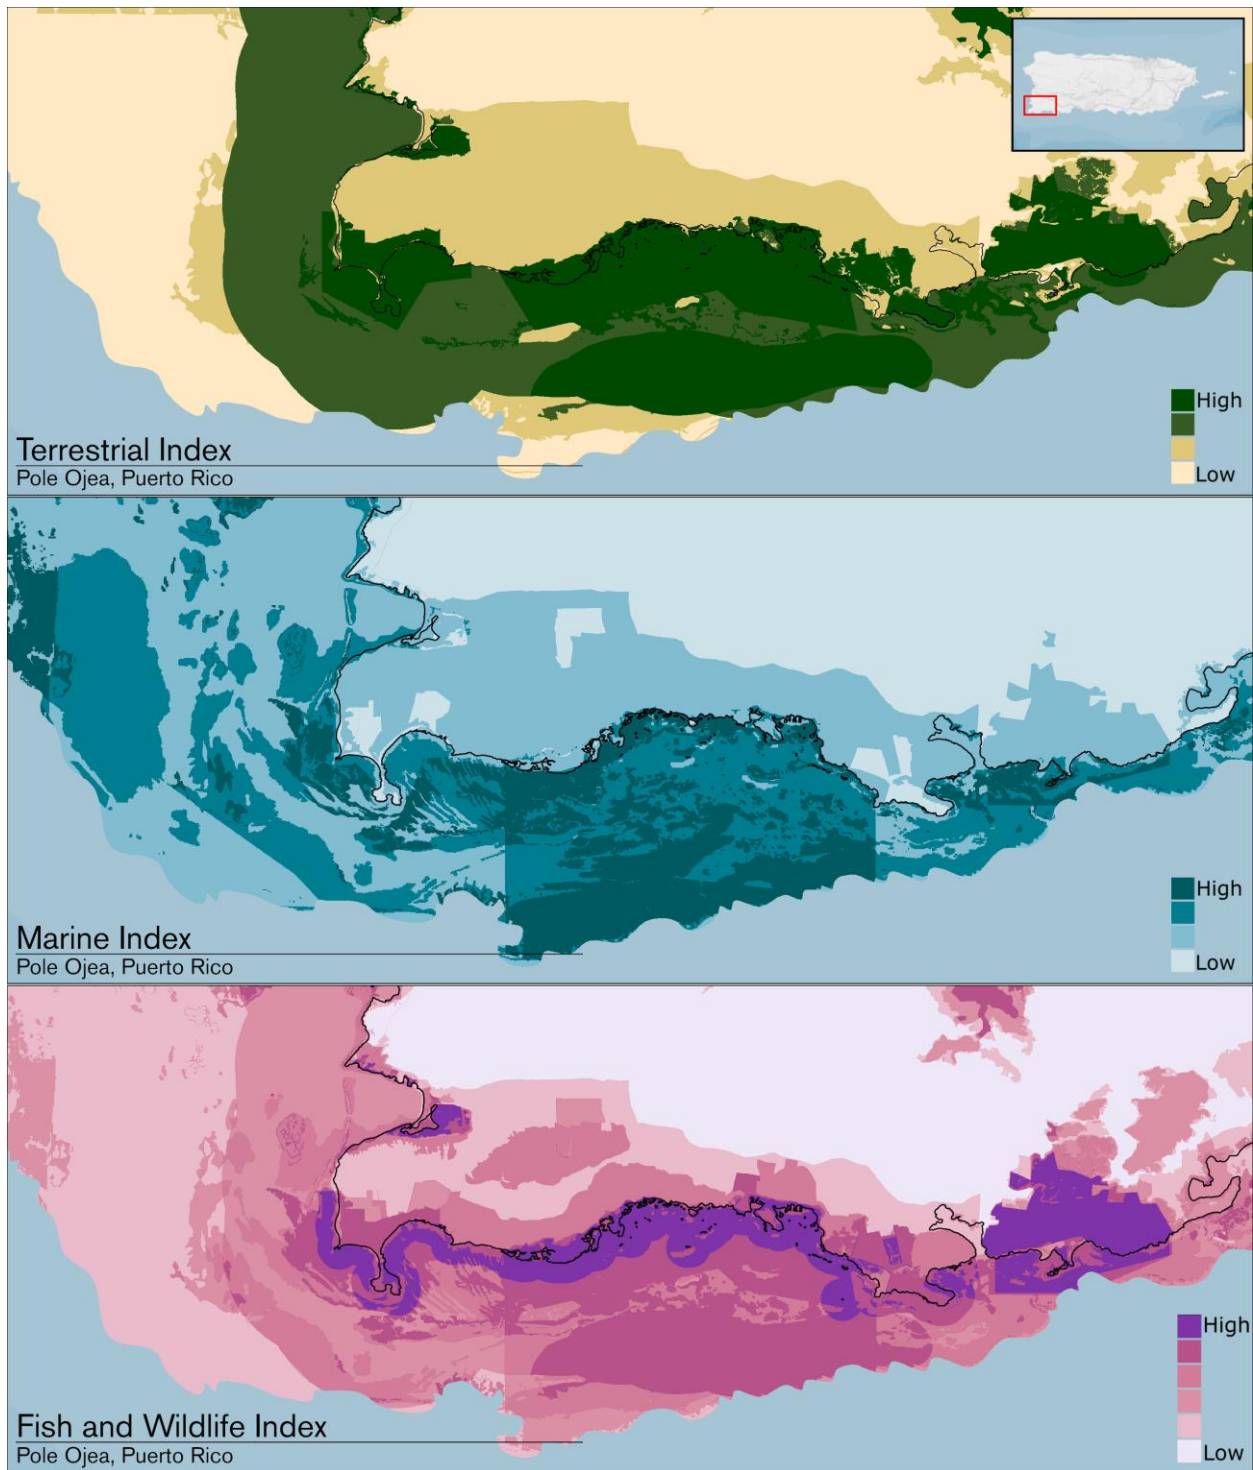 High
Low
Terrestrial Index
Pole Ojea, Puerto Rico
High
Low
Marine Index
Pole Ojea, Puerto Rico
High
Low
Fish and Wildlife Index
Pole Ojea, Puerto Rico